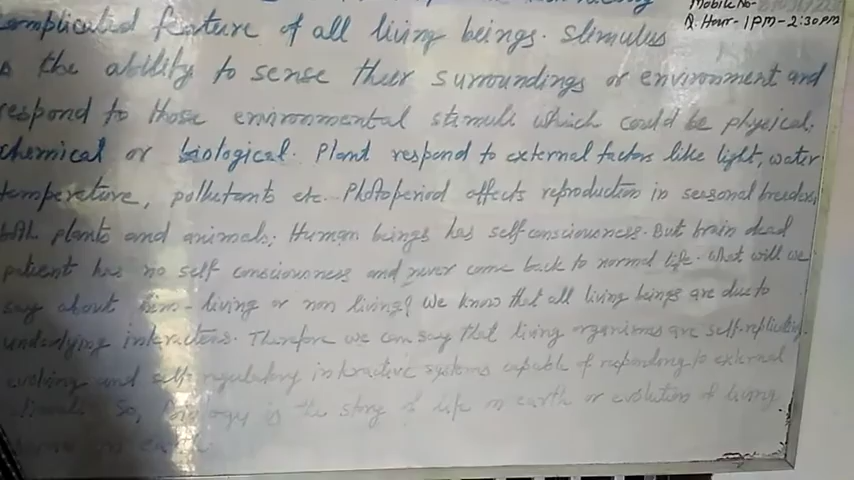 Mobile No-
Q. Hour- 1PM-2:30PM
complicated feature of all living beings. Stimulus
the ability to sense their surroundings or environment and
respond to those environmental stimuli which could be physical,
chemical or biological. Plant respond to external factors like light, water
temperature, pollutants etc. Photoperiod affects reproduction in seasonal breeders,
both plants and animals; Human beings has self-consciousness. But brain dead
patient has no self consciousness and never come back to normal life. What will we
say about him- living or non living? We know that all living beings are due to
underlying interactions. Therefore we can say that living organisms are self-replicating,
evolving and self regulatory interactive systems capable of responding to external
So, is the story of life on earth or evolution of living
on earth